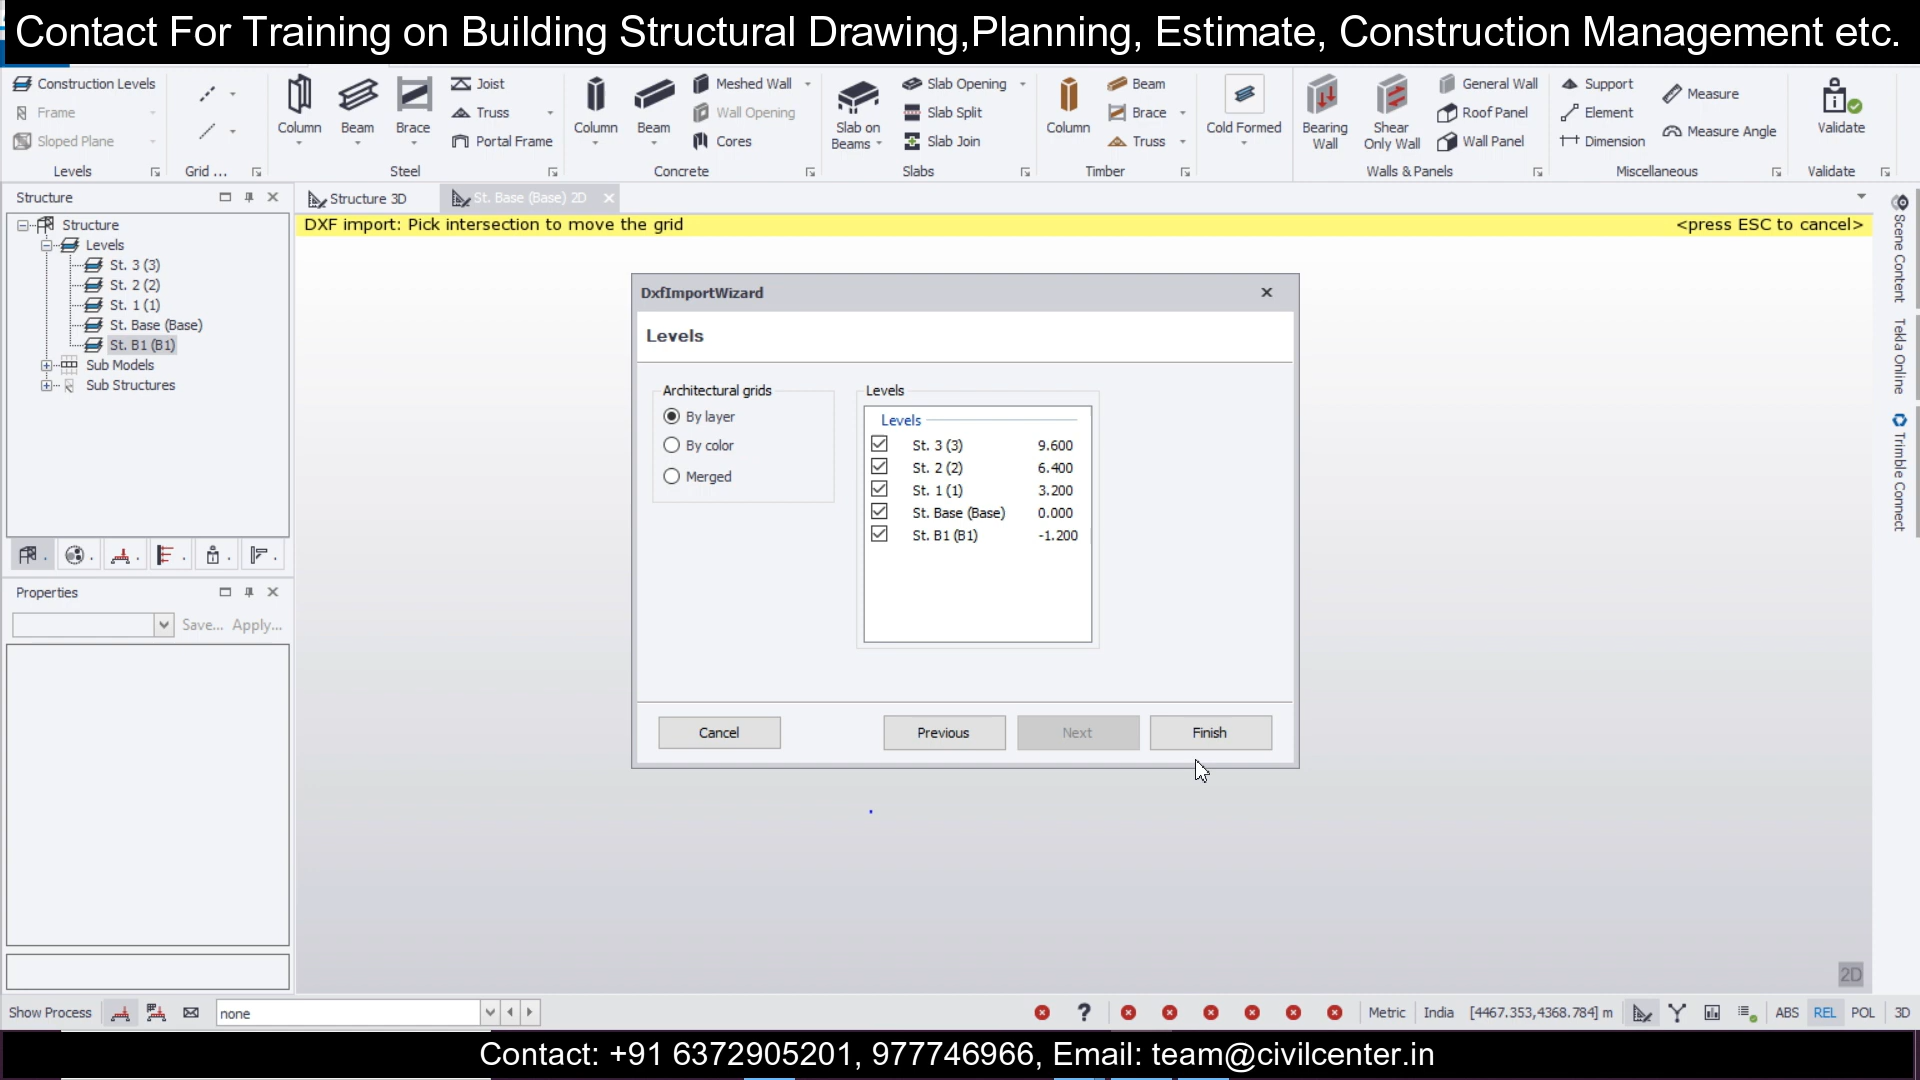 Contact For Training on Building Structural Drawing,Planning, Estimate, Construction Management etc.
Construction Levels
Frame
Sloped Plane
Levels
Grid ...
Column
Beam
Brace
Joist
Truss
Portal Frame
Steel
Column
Beam
Meshed Wall
Wall Opening
Cores
Concrete
Slab on
Beams
Slab Opening
Slab Split
Slab Join
Slabs
Column
Beam
Brace
Truss
Timber
Cold Formed
Bearing
Wall
Shear
Only Wall
General Wall
Roof Panel
Wall Panel
Walls & Panels
Support
Element
Dimension
Measure
Measure Angle
Miscellaneous
Validate
Validate
Structure
Structure 3D
St. Base (Base) 2D
DXF import: Pick intersection to move the grid
<press ESC to cancel>
Structure
Levels
St. 3 (3)
St. 2 (2)
St. 1 (1)
St. Base (Base)
St. B1 (B1)
Sub Models
Sub Structures
Properties
Save... Apply...
DxfImportWizard
Levels
Architectural grids
By layer
By color
Merged
Levels
Levels
St. 3 (3) 9.600
St. 2 (2) 6.400
St. 1 (1) 3.200
St. Base (Base) 0.000
St. B1 (B1) -1.200
Cancel
Previous
Next
Finish
Scene Content
Tekla Online
Trimble Connect
2D
Show Process
none
?
Metric
India
[4467.353,4368.784] m
ABS
REL
POL
3D
Contact: +91 6372905201, 977746966, Email: team@civilcenter.in